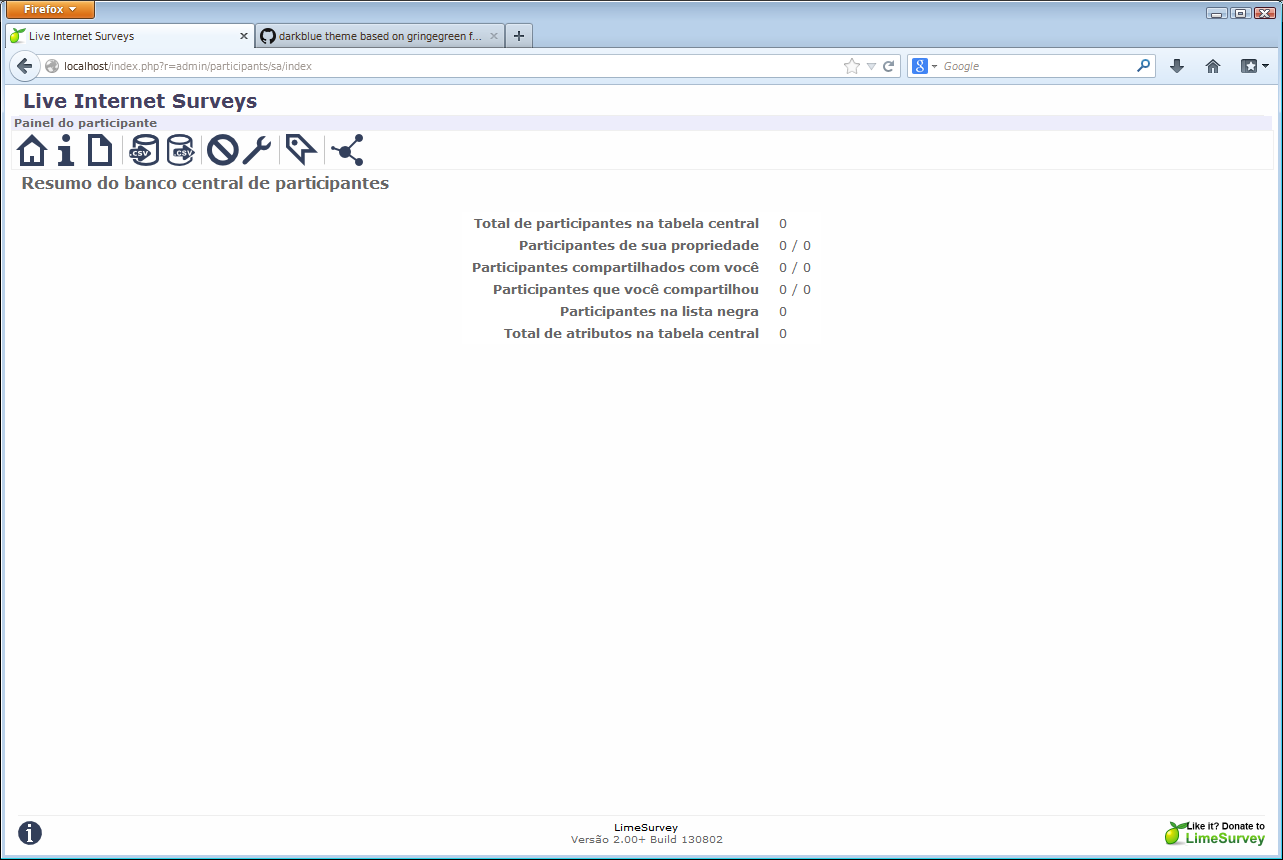 Firefox
Live Internet Surveys
darkblue theme based on gringegreen f...
localhost/index.php?r=admin/participants/sa/index
Google
Live Internet Surveys
Painel do participante
.CSV .CSV
Resumo do banco central de participantes
Total de participantes na tabela central 0
Participantes de sua propriedade 0 / 0
Participantes compartilhados com você 0 / 0
Participantes que você compartilhou 0 / 0
Participantes na lista negra 0
Total de atributos na tabela central 0
LimeSurvey
Versão 2.00+ Build 130802
Like it? Donate to
LimeSurvey